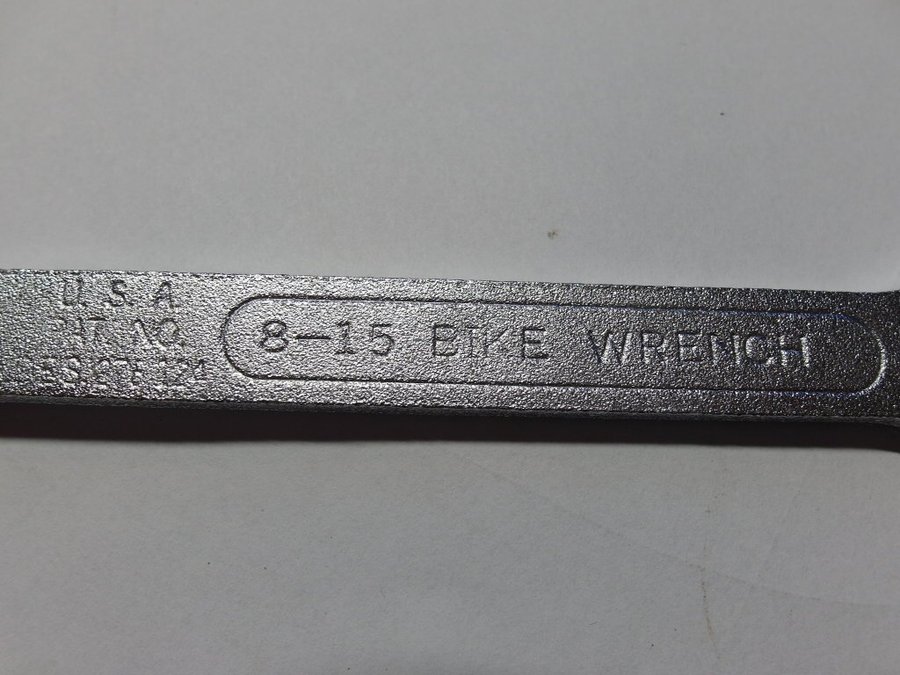 U.S.A
PAT. NO.
8-15 BIKE WRENCH